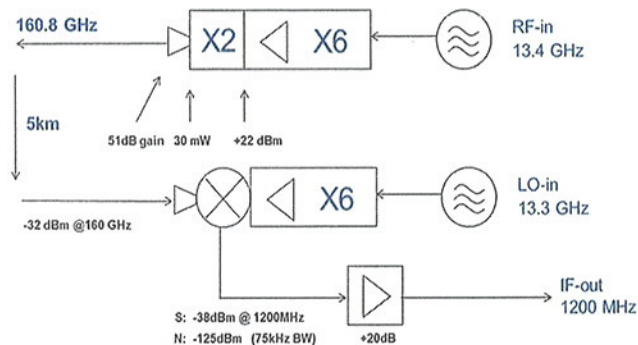 160.8 GHz
X2
X6
RF-in
13.4 GHz
5km
51dB gain
30 mW
+22 dBm
X6
LO-in
13.3 GHz
-32 dBm @160 GHz
IF-out
1200 MHz
S: -38dBm @ 1200MHz
N: -125dBm (75kHz BW)
+20dB